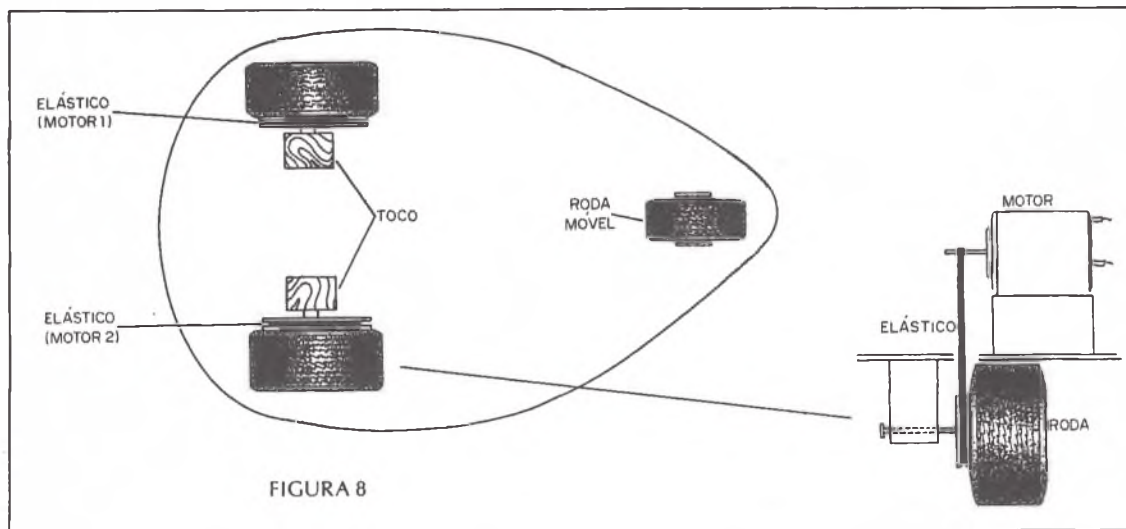 ELÁSTICO
(MOTOR 1)
TOCO
RODA
MÓVEL
MOTOR
ELÁSTICO
(MOTOR 2)
ELÁSTICO
RODA
FIGURA 8